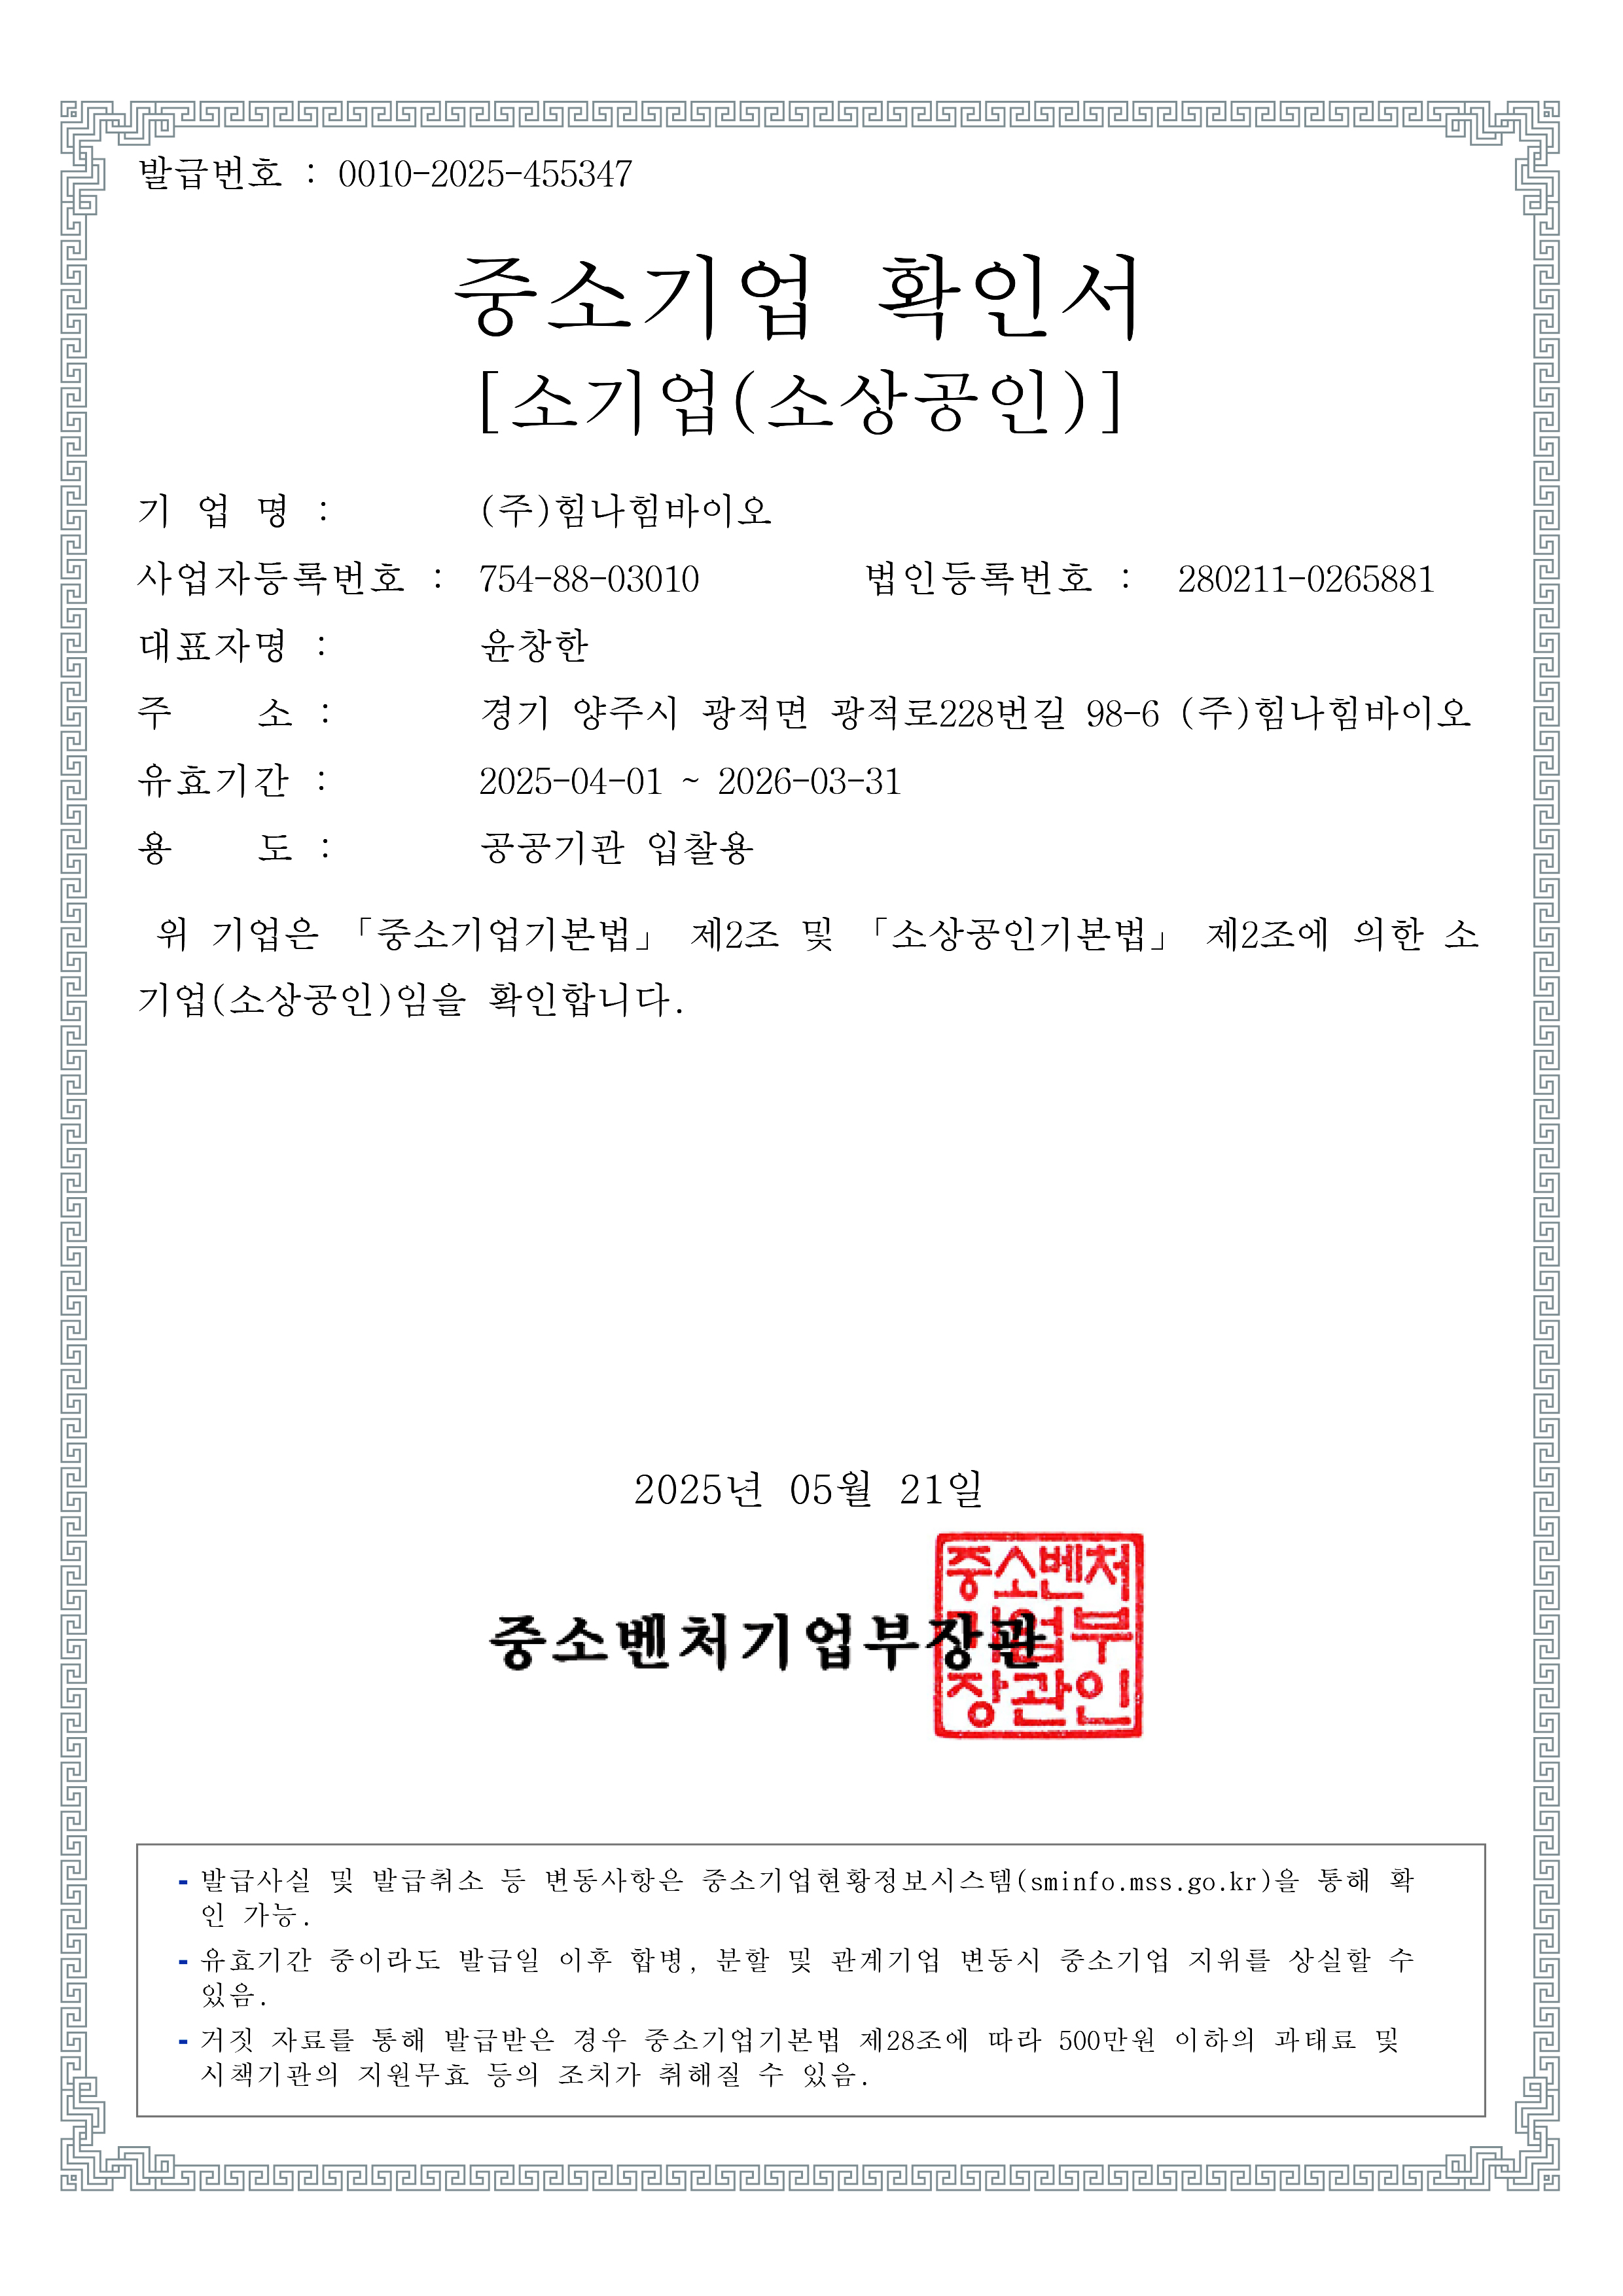 발급번호 : 0010-2025-455347
중소기업 확인서
[소기업(소상공인)]
기 업 명 : (주)힘나힘바이오
사업자등록번호 : 754-88-03010 법인등록번호 : 280211-0265881
대표자명 : 윤창한
주 소 : 경기 양주시 광적면 광적로228번길 98-6 (주)힘나힘바이오
유효기간 : 2025-04-01 ~ 2026-03-31
용 도 : 공공기관 입찰용
위 기업은 「중소기업기본법」 제2조 및 「소상공인기본법」 제2조에 의한 소
기업(소상공인)임을 확인합니다.
2025년 05월 21일
중소벤처기업부장관
중소벤처
기업부
장관인
- 발급사실 및 발급취소 등 변동사항은 중소기업현황정보시스템(sminfo.mss.go.kr)을 통해 확
인 가능.
- 유효기간 중이라도 발급일 이후 합병, 분할 및 관계기업 변동시 중소기업 지위를 상실할 수
있음.
- 거짓 자료를 통해 발급받은 경우 중소기업기본법 제28조에 따라 500만원 이하의 과태료 및
시책기관의 지원무효 등의 조치가 취해질 수 있음.